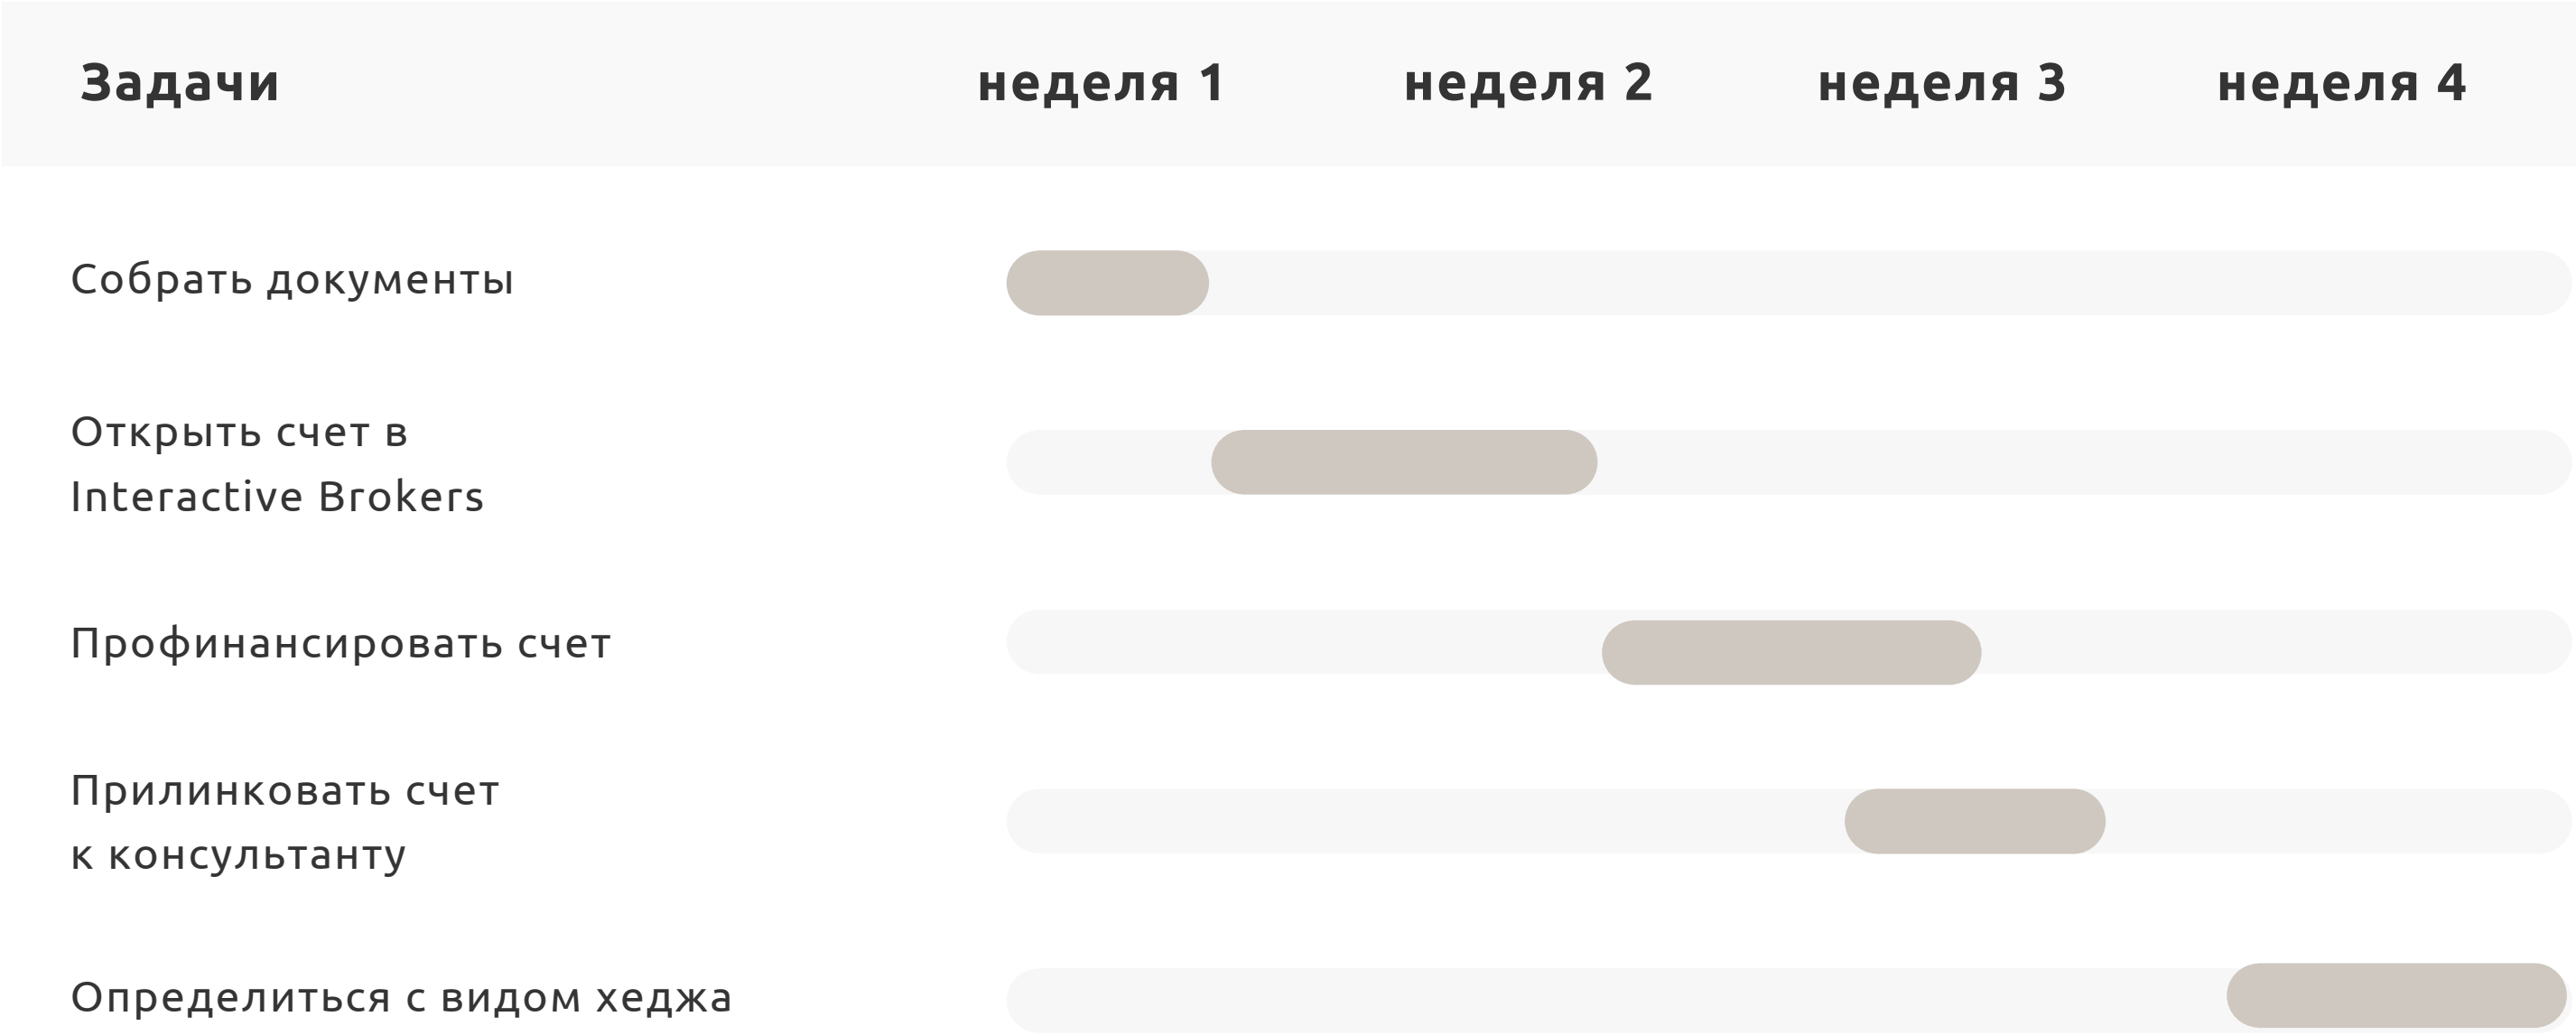 Задачи неделя 1 неделя 2 неделя 3 неделя 4
Собрать документы
Открыть счет в
Interactive Brokers
Профинансировать счет
Прилинковать счет
к консультанту
Определиться с видом хеджа